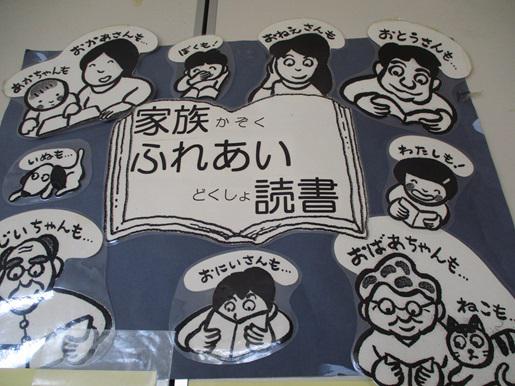 あかちゃんも
おかあさんも…
ぼくも!
おねえさんも…
おとうさんも…
家族かぞく
ふれあい
どくしょ読書
いぬも…
わたしも!
じいちゃんも…
おにいさんも…
おばあちゃんも…
ねこも…